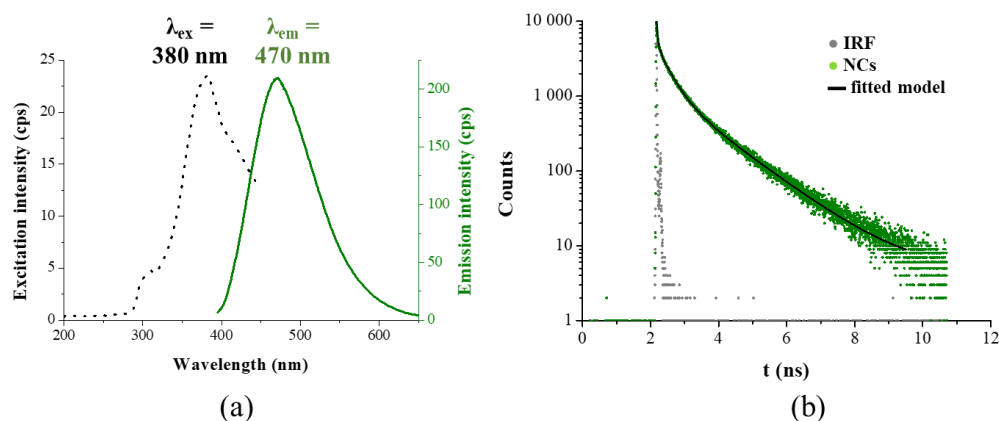 λex =
380 nm
λem =
470 nm
Excitation intensity (cps)
25
20
15
10
5
0
200
300
400
500
600
Wavelength (nm)
200
150
100
50
0
Emission intensity (cps)
(a)
Counts
10 000
1 000
100
10
1
0
2
4
6
8
10
12
t (ns)
IRF
NCs
fitted model
(b)